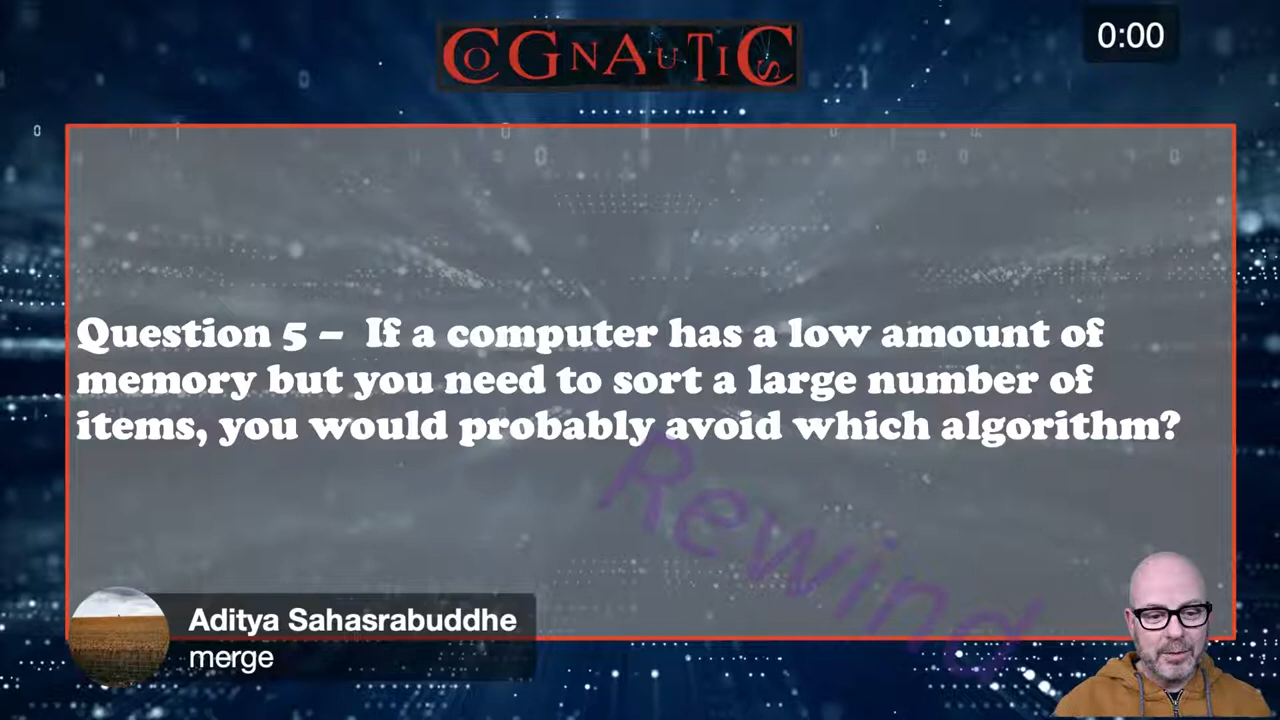 COGNAUTICS
0:00
Question 5 – If a computer has a low amount of
memory but you need to sort a large number of
items, you would probably avoid which algorithm?
Rewind
Aditya Sahasrabuddhe
merge